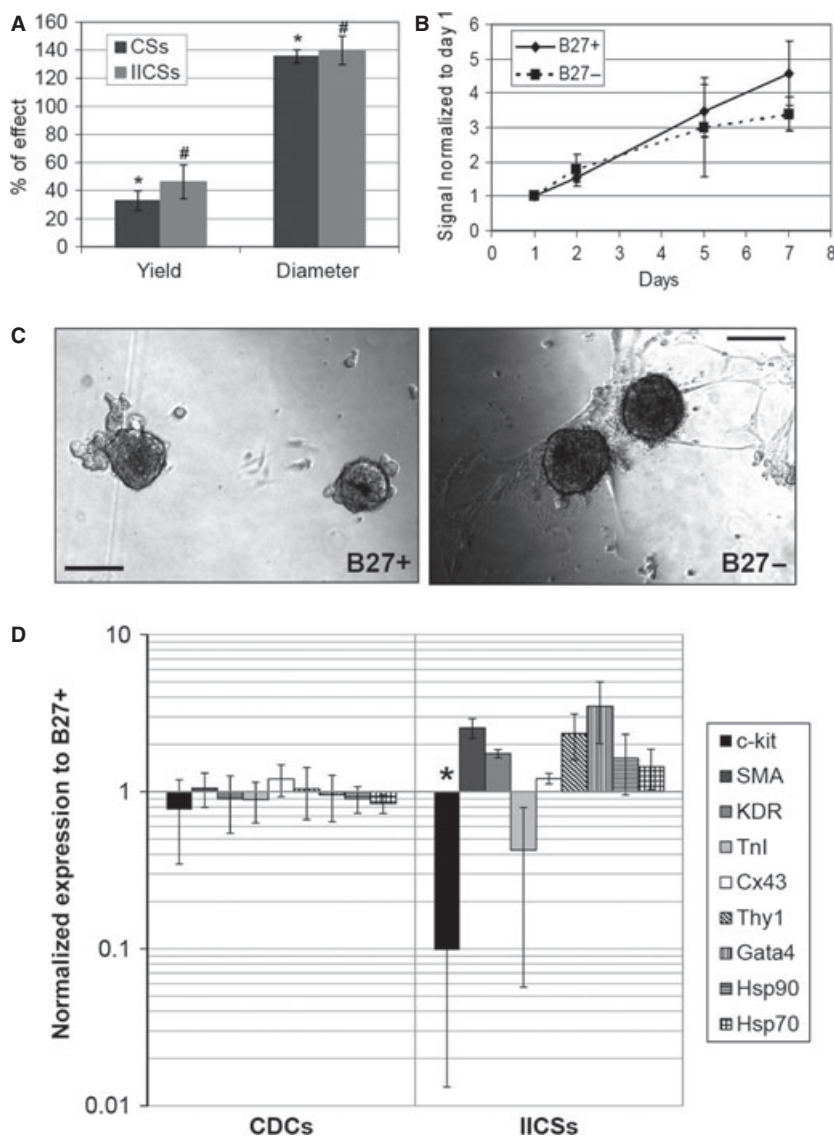 A
160
140
120
100
80
60
40
20
0
% of effect
CSs
IICSs
*
#
*
#
Yield
Diameter
B
6
5
4
3
2
1
0
Signal normalized to day 1
B27+
B27–
0 1 2 3 4 5 6 7 8
Days
C
B27+
B27–
D
10
1
0.1
0.01
Normalized expression to B27+
*
CDCs
IICSs
c-kit
SMA
KDR
TnI
Cx43
Thy1
Gata4
Hsp90
Hsp70